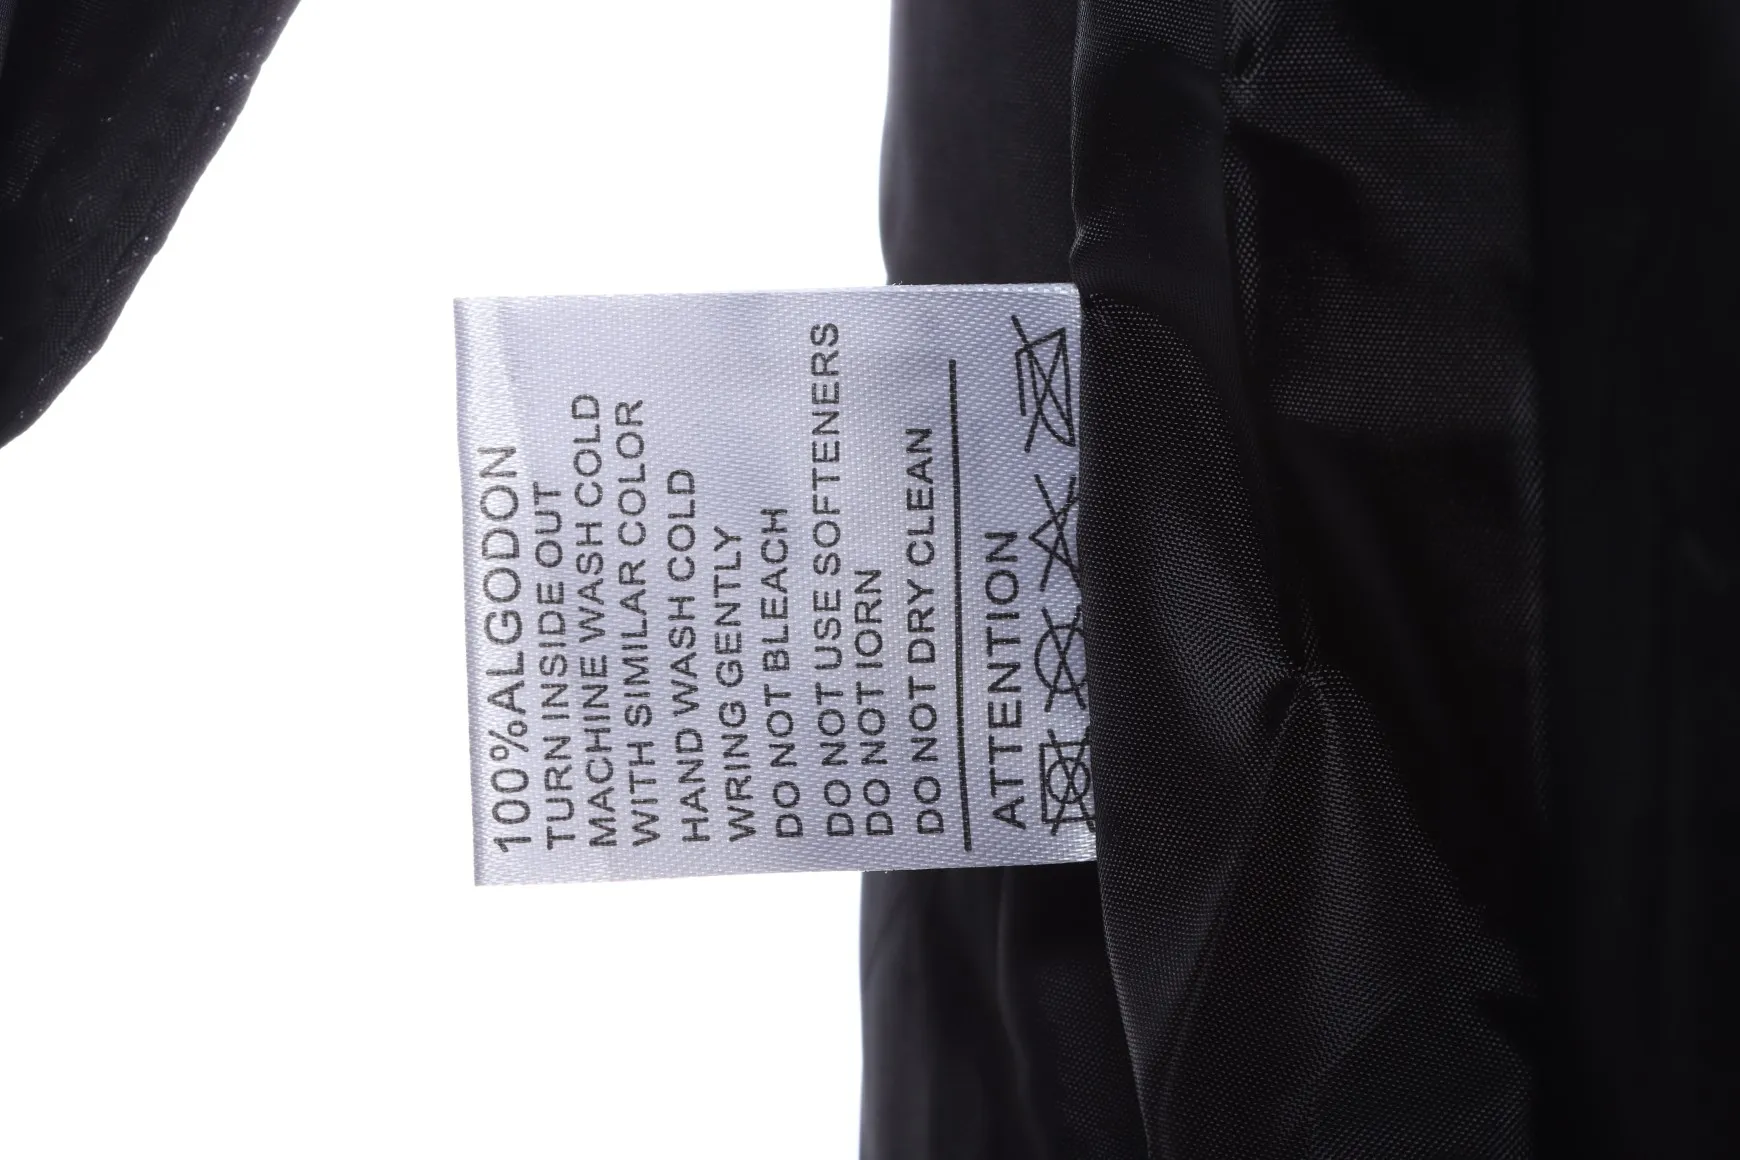 100%ALGODON
TURN INSIDE OUT
MACHINE WASH COLD
WITH SIMILAR COLOR
HAND WASH COLD
WRING GENTLY
DO NOT BLEACH
DO NOT USE SOFTENERS
DO NOT IORN
DO NOT DRY CLEAN
ATTENTION